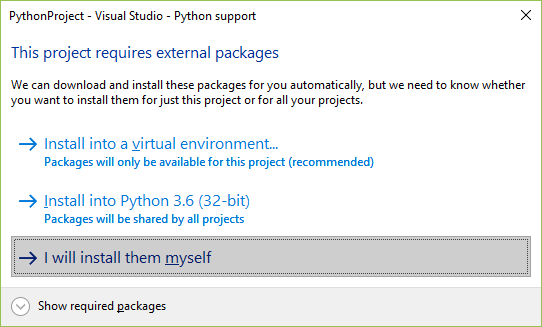 PythonProject - Visual Studio - Python support
This project requires external packages
We can download and install these packages for you automatically, but we need to know whether
you want to install them for just this project or for all your projects.
Install into a virtual environment...
Packages will only be available for this project (recommended)
Install into Python 3.6 (32-bit)
Packages will be shared by all projects
I will install them myself
Show required packages